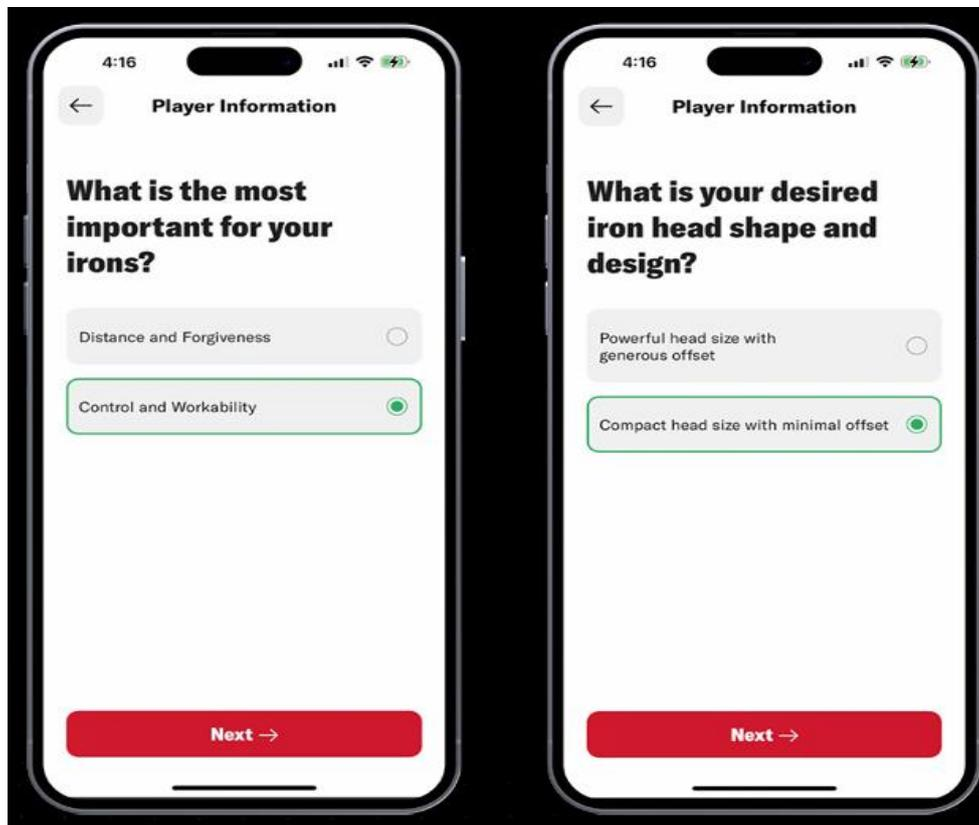 4:16
Player Information
What is the most
important for your
irons?
Distance and Forgiveness
Control and Workability
Next →
4:16
Player Information
What is your desired
iron head shape and
design?
Powerful head size with
generous offset
Compact head size with minimal offset
Next →